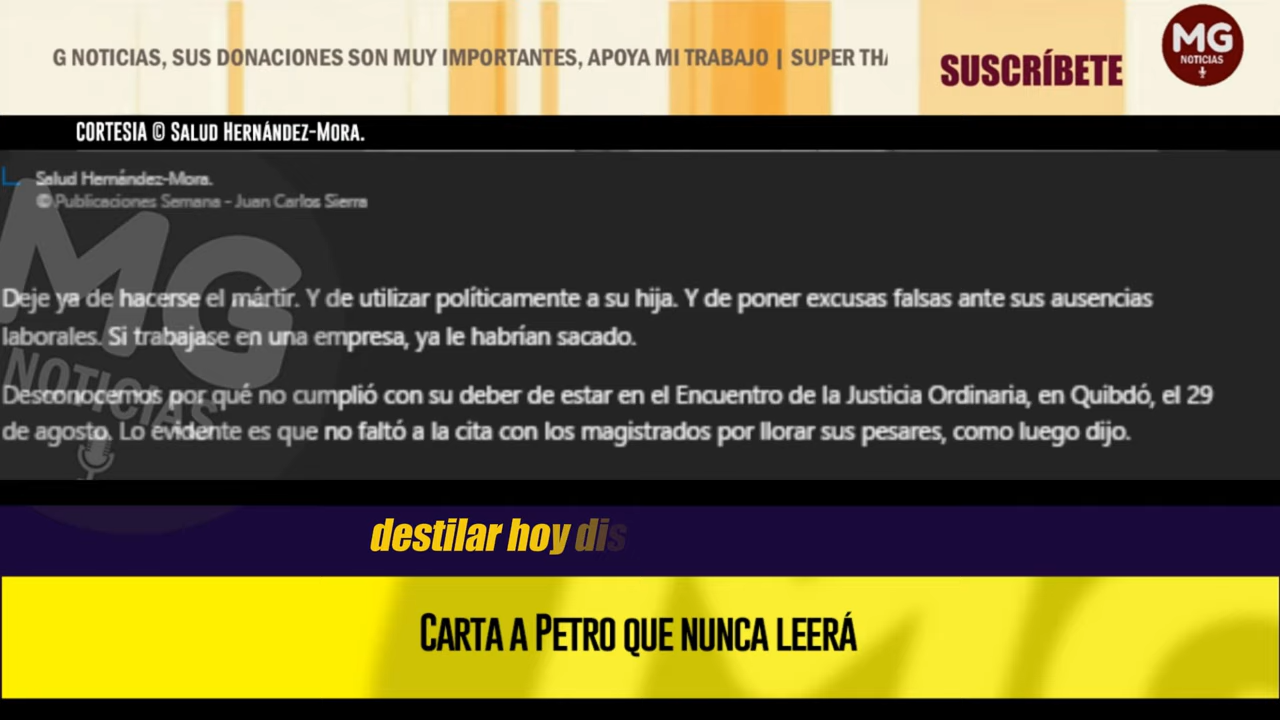 G NOTICIAS, SUS DONACIONES SON MUY IMPORTANTES, APOYA MI TRABAJO | SUPER
SUSCRÍBETE
MG
NOTICIAS
CORTESIA © SALUD HERNÁNDEZ-MORA.
Salud Hernández-Mora.
© Publicaciones Semana - Juan Carlos Sierra
MG
NOTICIAS
Deje ya de hacerse el mártir. Y de utilizar políticamente a su hija. Y de poner excusas falsas ante sus ausencias
laborales. Si trabajase en una empresa, ya le habrían sacado.
Desconocemos por qué no cumplió con su deber de estar en el Encuentro de la Justicia Ordinaria, en Quibdó, el 29
de agosto. Lo evidente es que no faltó a la cita con los magistrados por llorar sus pesares, como luego dijo.
destilar hoy dis
CARTA A PETRO QUE NUNCA LEERÁ